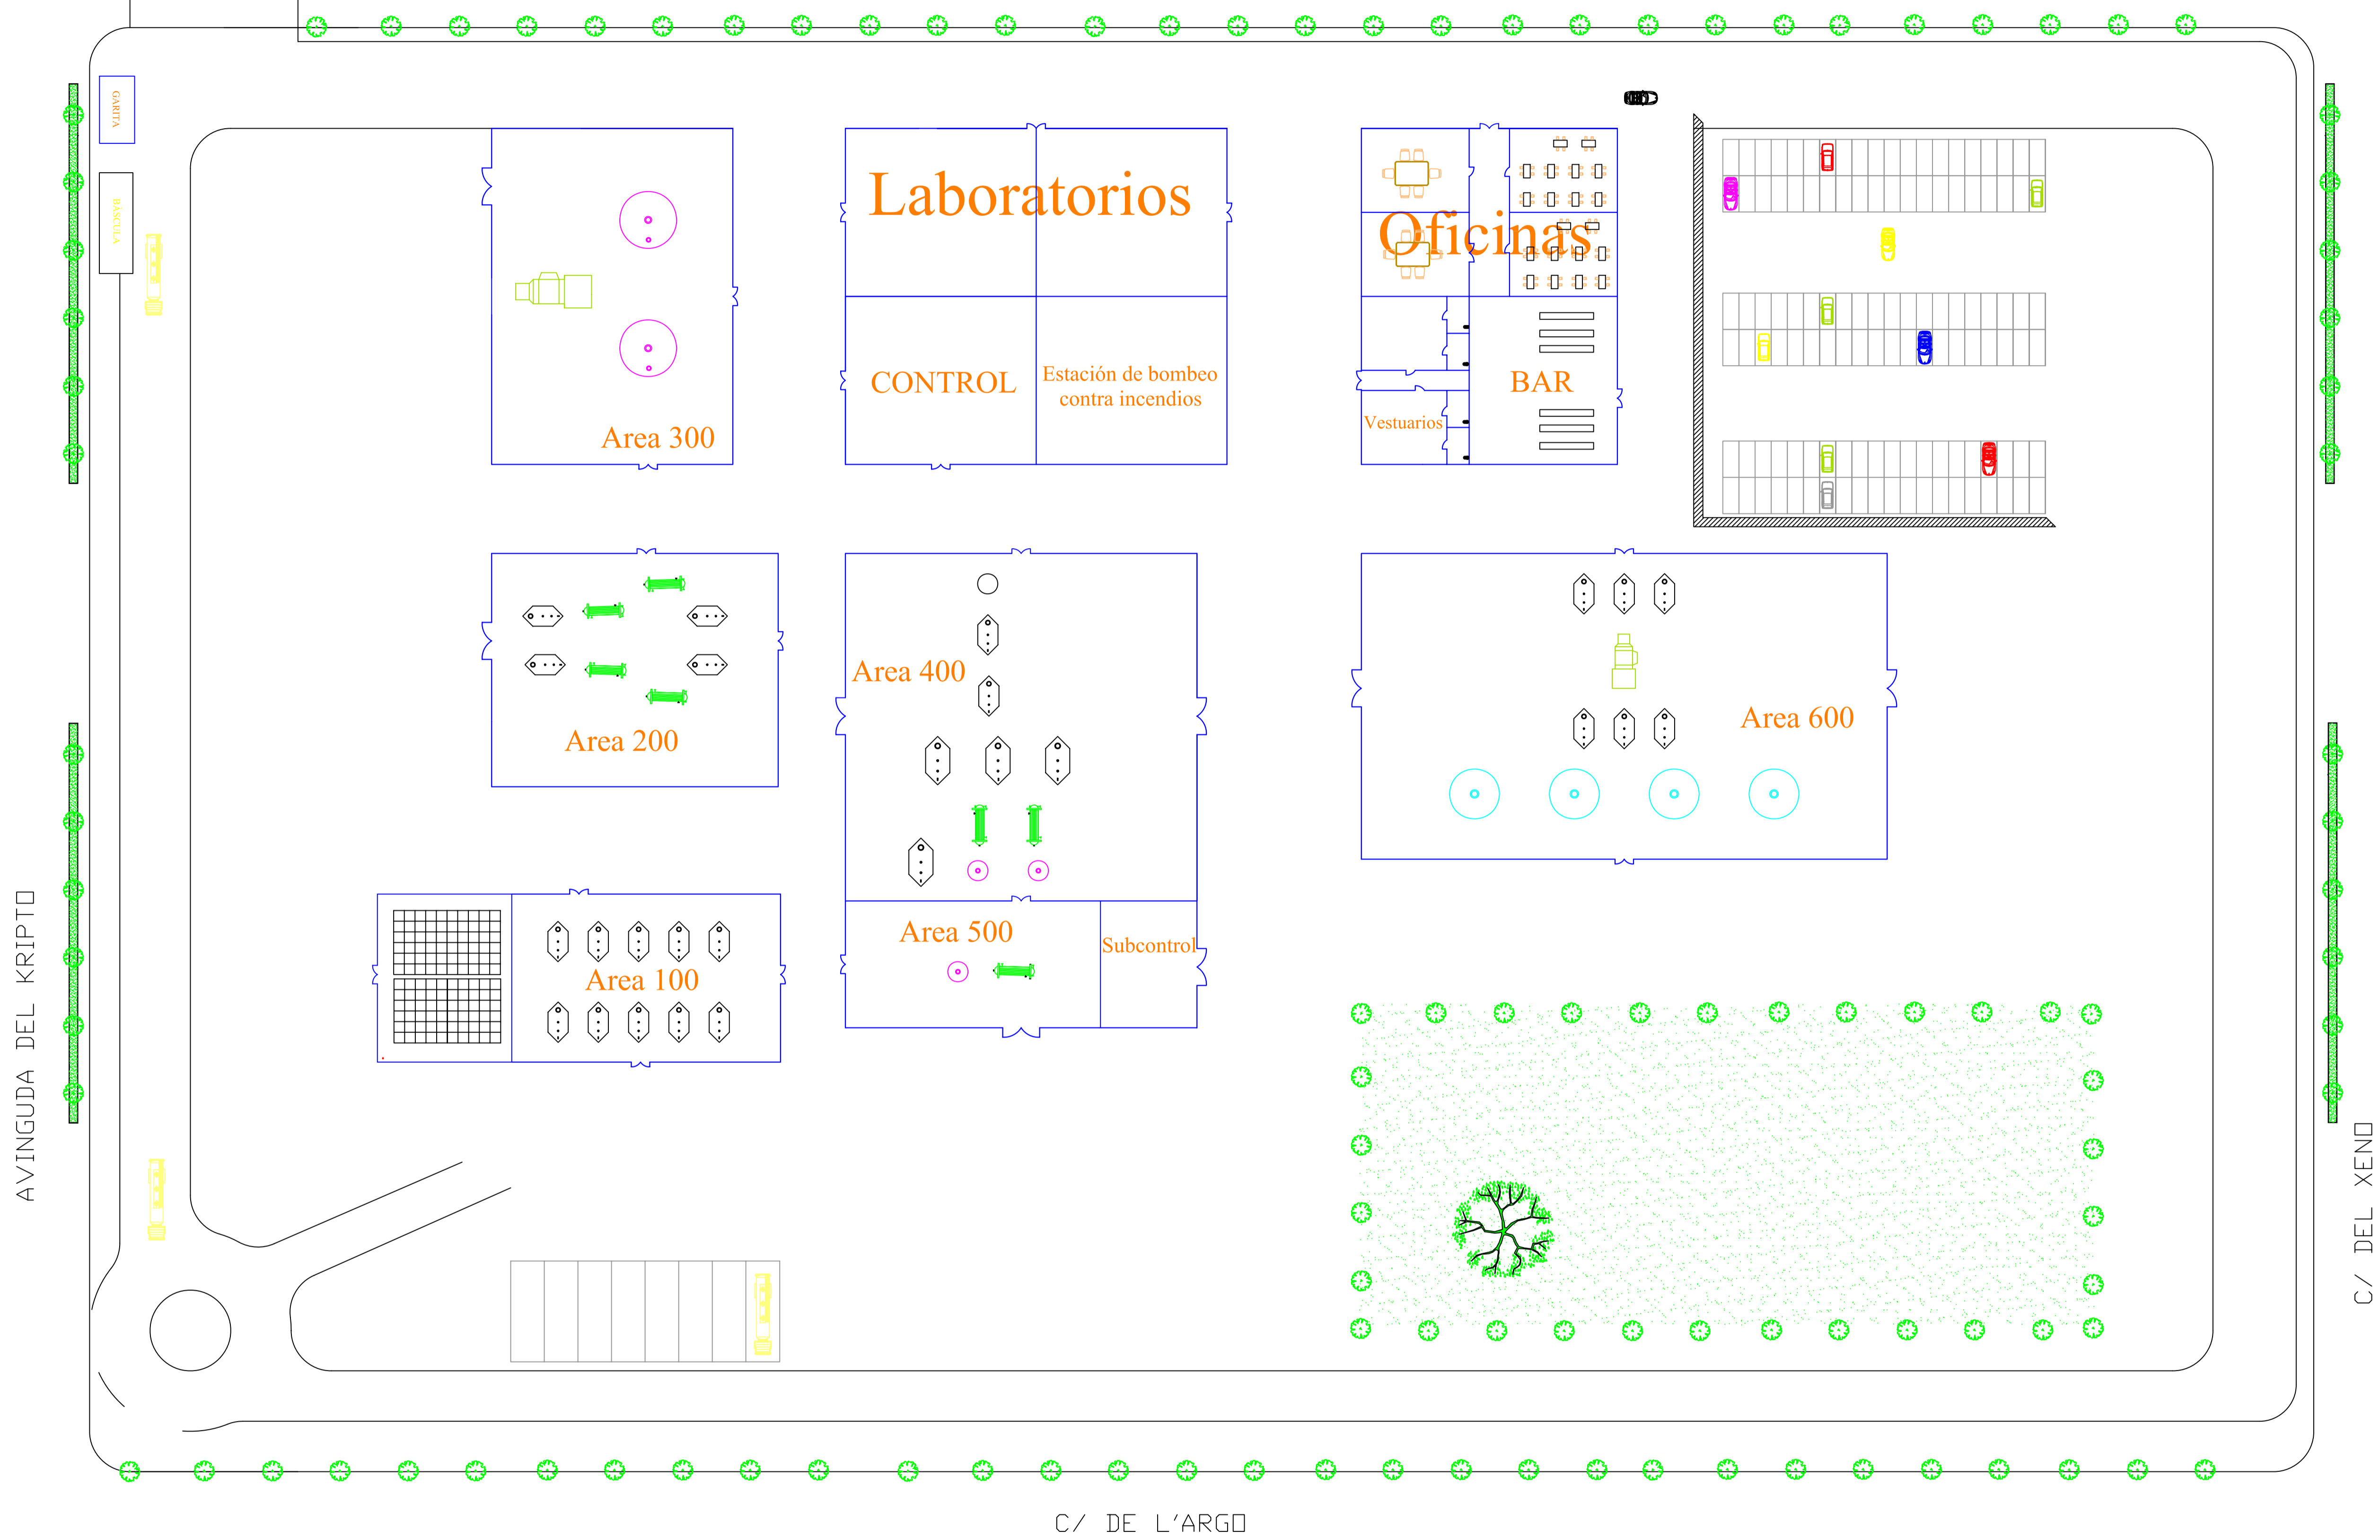 GARITA
BASCULA
Laboratorios
Oficinas
CONTROL
Estación de bombeo
contra incendios
BAR
Vestuarios
Area 300
Area 400
Area 600
Area 200
Area 500
Subcontrol
Area 100
AVINGUDA DEL KRIPTO
C/ DEL XENO
C/ DE L'ARGO